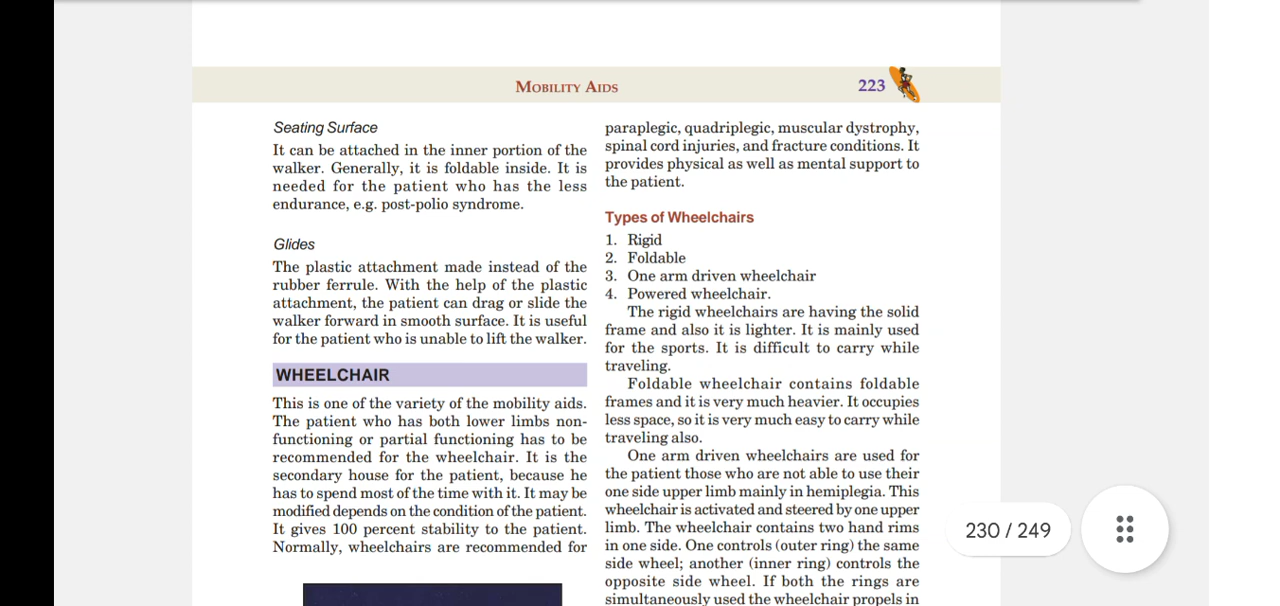 MOBILITY AIDS
223
Seating Surface
It can be attached in the inner portion of the
walker. Generally, it is foldable inside. It is
needed for the patient who has the less
endurance, e.g. post-polio syndrome.
Glides
The plastic attachment made instead of the
rubber ferrule. With the help of the plastic
attachment, the patient can drag or slide the
walker forward in smooth surface. It is useful
for the patient who is unable to lift the walker.
WHEELCHAIR
This is one of the variety of the mobility aids.
The patient who has both lower limbs non-
functioning or partial functioning has to be
recommended for the wheelchair. It is the
secondary house for the patient, because he
has to spend most of the time with it. It may be
modified depends on the condition of the patient.
It gives 100 percent stability to the patient.
Normally, wheelchairs are recommended for
paraplegic, quadriplegic, muscular dystrophy,
spinal cord injuries, and fracture conditions. It
provides physical as well as mental support to
the patient.
Types of Wheelchairs
1. Rigid
2. Foldable
3. One arm driven wheelchair
4. Powered wheelchair.
The rigid wheelchairs are having the solid
frame and also it is lighter. It is mainly used
for the sports. It is difficult to carry while
traveling.
Foldable wheelchair contains foldable
frames and it is very much heavier. It occupies
less space, so it is very much easy to carry while
traveling also.
One arm driven wheelchairs are used for
the patient those who are not able to use their
one side upper limb mainly in hemiplegia. This
wheelchair is activated and steered by one upper
limb. The wheelchair contains two hand rims
in one side. One controls (outer ring) the same
side wheel; another (inner ring) controls the
opposite side wheel. If both the rings are
simultaneously used the wheelchair propels in
230 / 249